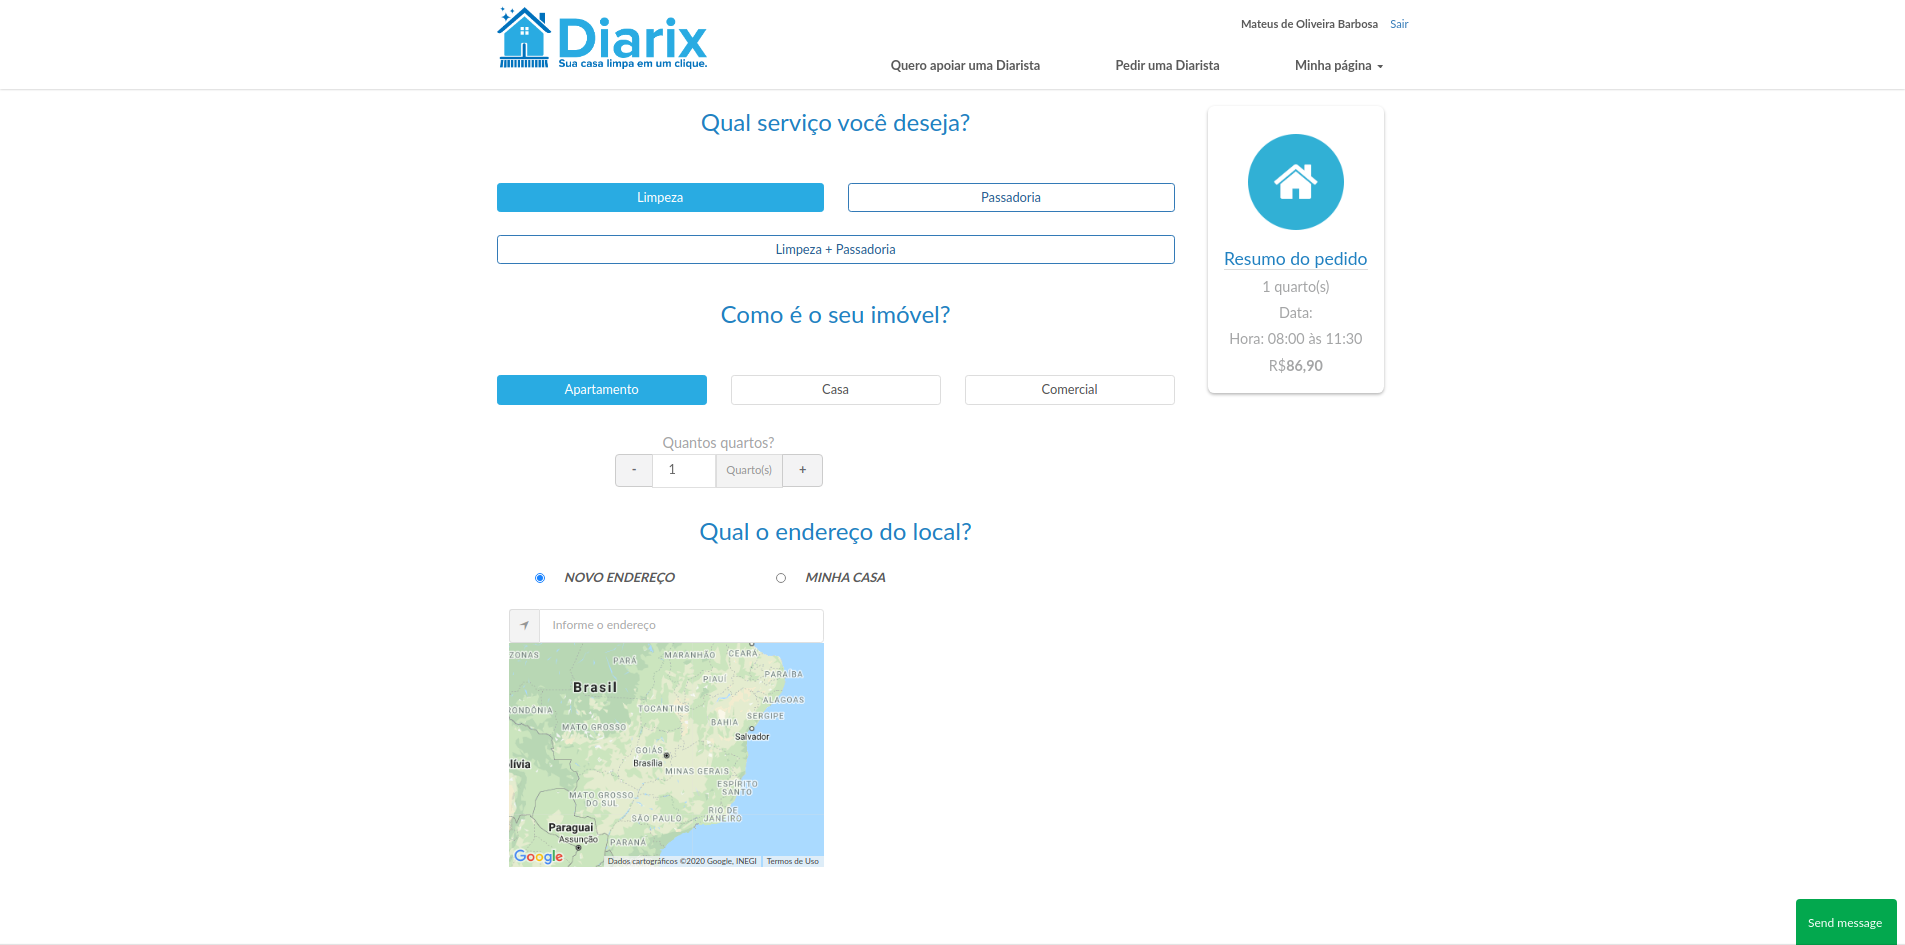 Diarix
Sua casa limpa em um clique.
Mateus de Oliveira Barbosa Sair
Quero apoiar uma Diarista Pedir uma Diarista Minha página
Qual serviço você deseja?
Limpeza Passadoria
Limpeza + Passadoria
Como é o seu imóvel?
Apartamento Casa Comercial
Quantos quartos?
- 1 Quarto(s) +
Qual o endereço do local?
NOVO ENDEREÇO MINHA CASA
Informe o endereço
ZONAS PARÁ MARANHÃO CEARÁ
PIAUÍ PARAÍBA
Brasil
ALAGOAS
RONDÔNIA TOCANTINS SERGIPE
MATO GROSSO BAHIA
Salvador
GOIÁS
Brasília
lívia
MINAS GERAIS
ESPÍRITO
SANTO
MATO GROSSO
DO SUL
RIO DE
JANEIRO
SÃO PAULO
Paraguai
Assunção
PARANÁ
Google
Dados cartográficos ©2020 Google, INEGI Termos de Uso
Resumo do pedido
1 quarto(s)
Data:
Hora: 08:00 às 11:30
R$86,90
Send message